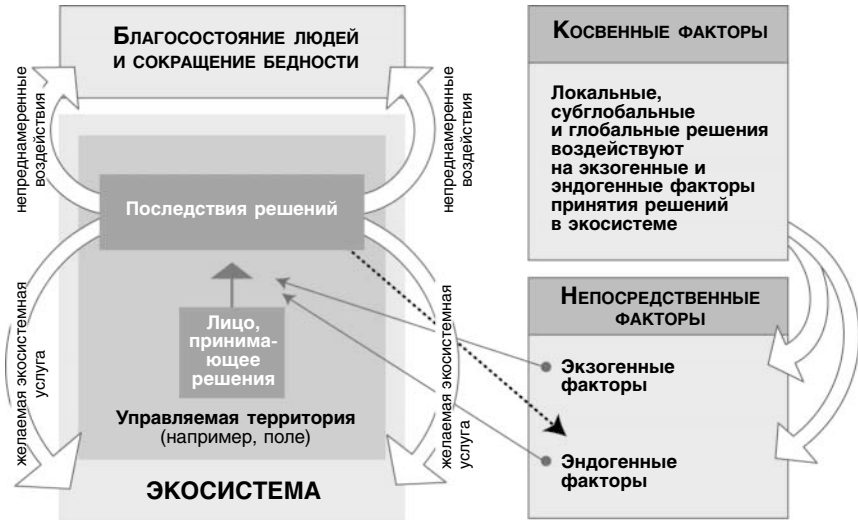 БЛАГОСОСТОЯНИЕ ЛЮДЕЙ
И СОКРАЩЕНИЕ БЕДНОСТИ
непреднамеренные
воздействия
непреднамеренные
воздействия
Последствия решений
желаемая экосистемная
услуга
желаемая экосистемная
услуга
Лицо,
принима-
ющее
решения
Управляемая территория
(например, поле)
ЭКОСИСТЕМА
КОСВЕННЫЕ ФАКТОРЫ
Локальные,
субглобальные
и глобальные решения
воздействуют
на экзогенные и
эндогенные факторы
принятия решений
в экосистеме
НЕПОСРЕДСТВЕННЫЕ
ФАКТОРЫ
Экзогенные
факторы
Эндогенные
факторы